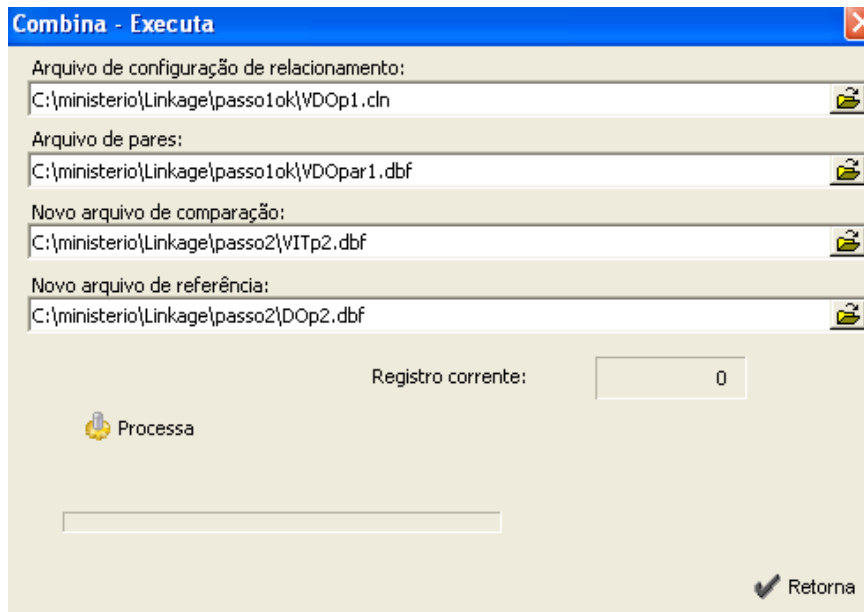 Combina - Executa
Arquivo de configuração de relacionamento:
C:\ministerio\Linkage\passo1ok\VDOp1.cln
Arquivo de pares:
C:\ministerio\Linkage\passo1ok\VDOpar1.dbf
Novo arquivo de comparação:
C:\ministerio\Linkage\passo2\VITp2.dbf
Novo arquivo de referência:
C:\ministerio\Linkage\passo2\DOp2.dbf
Registro corrente: 0
Processa
Retorna